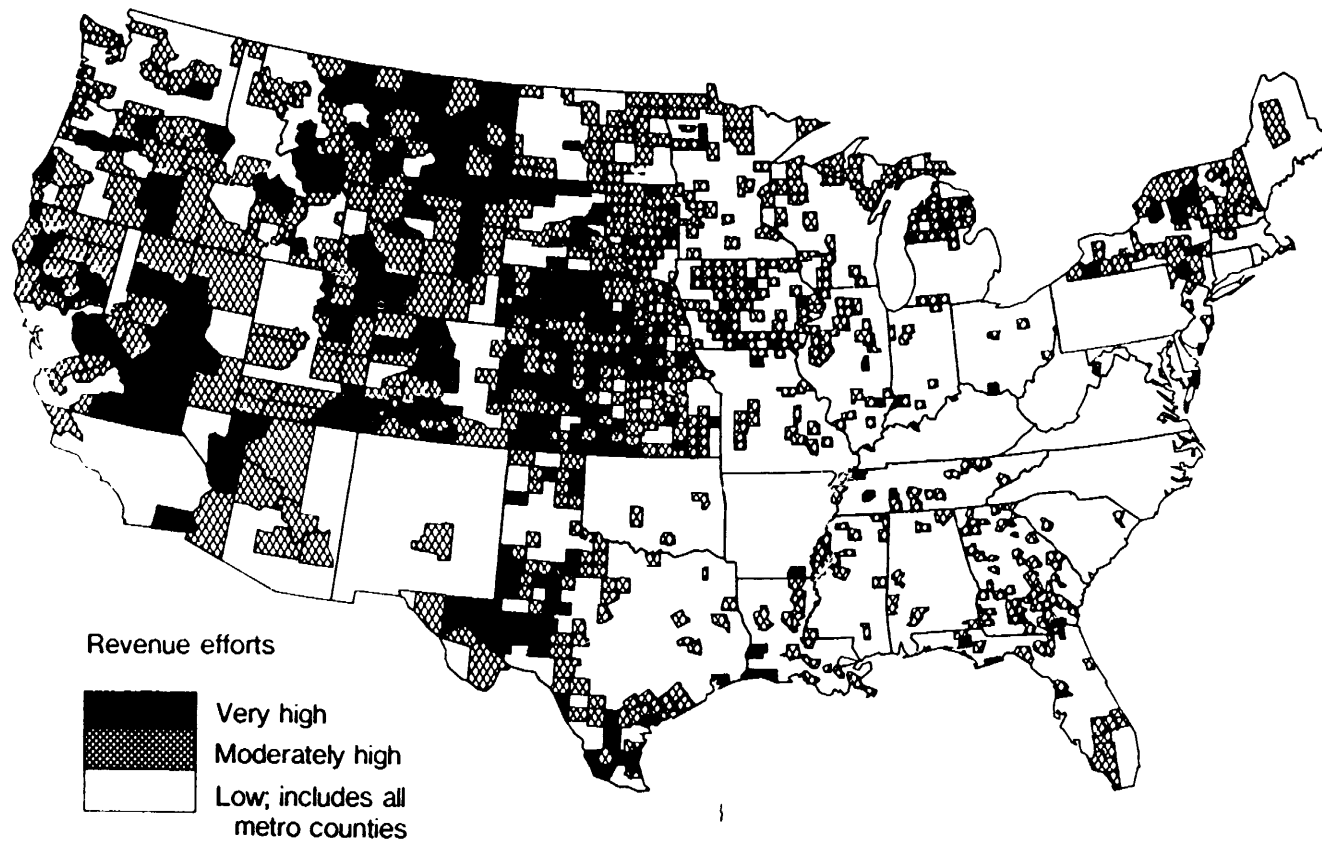 Revenue efforts
Very high
Moderately high
Low; includes all
metro counties